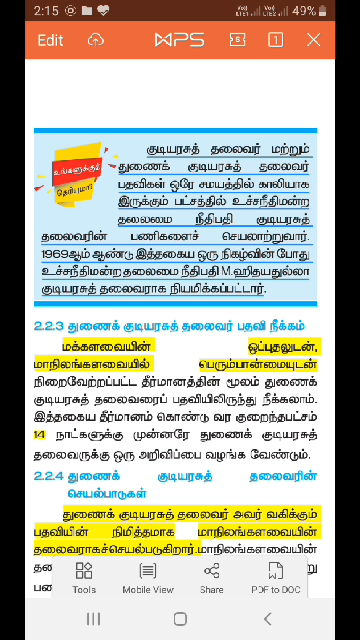 2:15 49%
Edit WPS 5 1
குடியரசுத் தலைவர் மற்றும்
துணைக் குடியரசுத் தலைவர்
உங்களுக்குத் தெரியுமா?
பதவிகள் ஒரே சமயத்தில் காலியாக
இருக்கும் பட்சத்தில் உச்சநீதிமன்ற
தலைமை நீதிபதி குடியரசுத்
தலைவரின் பணிகளைச் செயலாற்றுவார்.
1969ஆம் ஆண்டு இத்தகைய ஒரு நிகழ்வின் போது
உச்சநீதிமன்ற தலைமை நீதிபதி M.ஹிதயதுல்லா
குடியரசுத் தலைவராக நியமிக்கப்பட்டார்.
2.2.3 துணைக் குடியரசுத் தலைவர் பதவி நீக்கம்
மக்களவையின் ஒப்புதலுடன்,
மாநிலங்களவையில் பெரும்பான்மையுடன்
நிறைவேற்றப்பட்ட தீர்மானத்தின் மூலம் துணைக்
குடியரசுத் தலைவரைப் பதவியிலிருந்து நீக்கலாம்.
இத்தகைய தீர்மானம் கொண்டு வர குறைந்தபட்சம்
14 நாட்களுக்கு முன்னரே துணைக் குடியரசுத்
தலைவருக்கு ஒரு அறிவிப்பை வழங்க வேண்டும்.
2.2.4 துணைக் குடியரசுத் தலைவரின்
செயல்பாடுகள்
துணைக் குடியரசுத் தலைவர் அவர் வகிக்கும்
பதவியின் நிமித்தமாக மாநிலங்களவையின்
தலைவராகச்செயல்படுகிறார்.மாநிலங்களவையின்
Tools Mobile View Share PDF to DOC